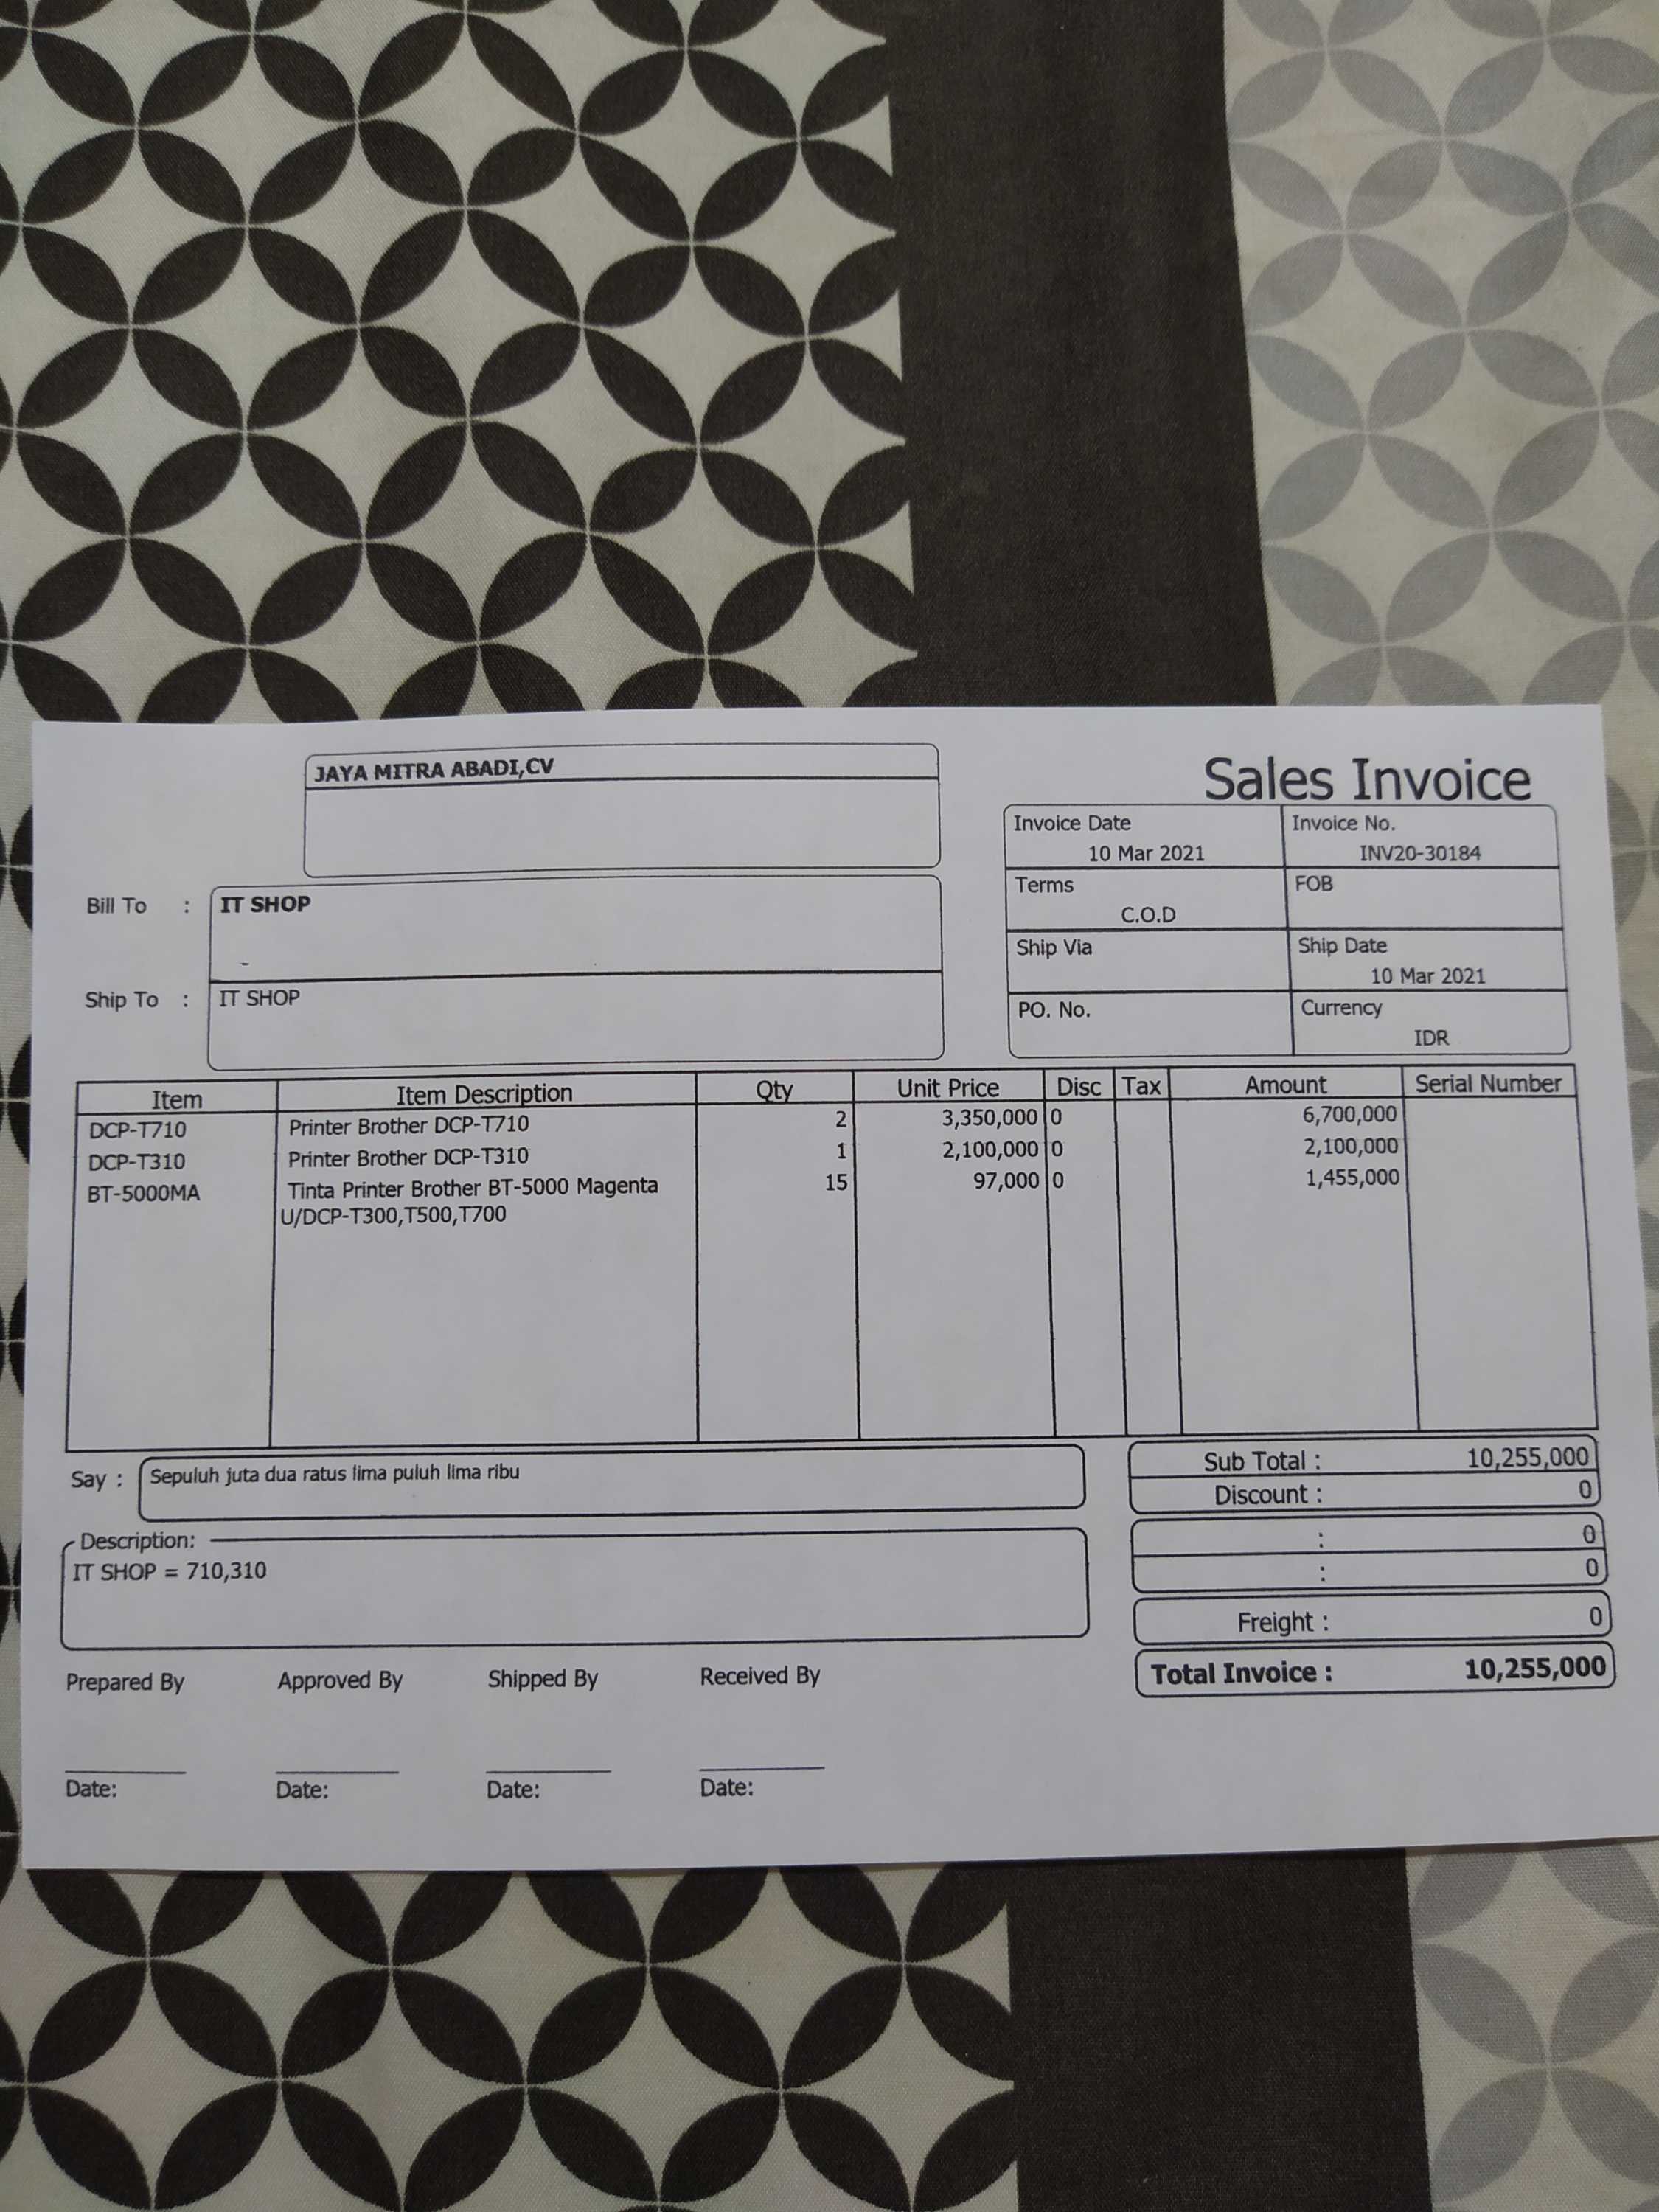 JAYA MITRA ABADI,CV
Sales Invoice
Invoice Date
10 Mar 2021
Invoice No.
INV20-30184
Terms
C.O.D
FOB
Ship Via
Ship Date
10 Mar 2021
PO. No.
Currency
IDR
Bill To : IT SHOP
-
Ship To : IT SHOP
Item Item Description Qty Unit Price Disc Tax Amount Serial Number
DCP-T710 Printer Brother DCP-T710 2 3,350,000 0 6,700,000
DCP-T310 Printer Brother DCP-T310 1 2,100,000 0 2,100,000
BT-5000MA Tinta Printer Brother BT-5000 Magenta 15 97,000 0 1,455,000
U/DCP-T300,T500,T700
Say : Sepuluh juta dua ratus lima puluh lima ribu
Sub Total : 10,255,000
Discount : 0
: 0
: 0
Freight : 0
Total Invoice : 10,255,000
Description:
IT SHOP = 710,310
Prepared By Approved By Shipped By Received By
Date: Date: Date: Date: